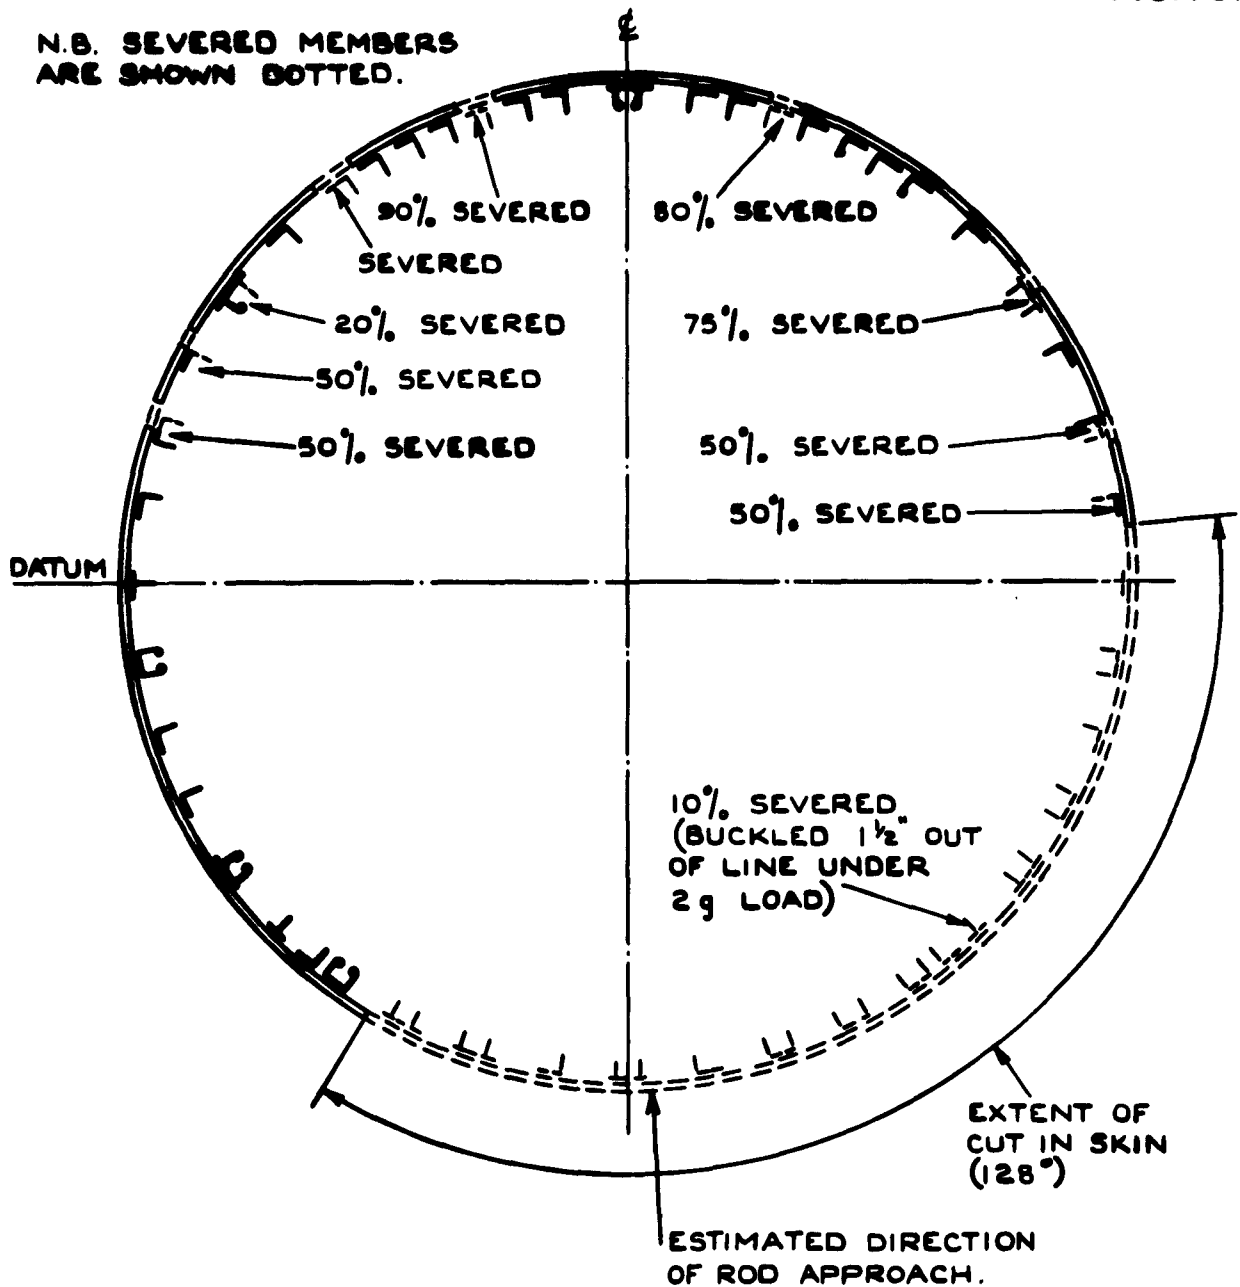 N.B. SEVERED MEMBERS
ARE SHOWN DOTTED.
℄
90% SEVERED
80% SEVERED
SEVERED
20% SEVERED
75% SEVERED
50% SEVERED
50% SEVERED
50% SEVERED
50% SEVERED
DATUM
10% SEVERED
(BUCKLED 1½" OUT
OF LINE UNDER
2g LOAD)
EXTENT OF
CUT IN SKIN
(128°)
ESTIMATED DIRECTION
OF ROD APPROACH.